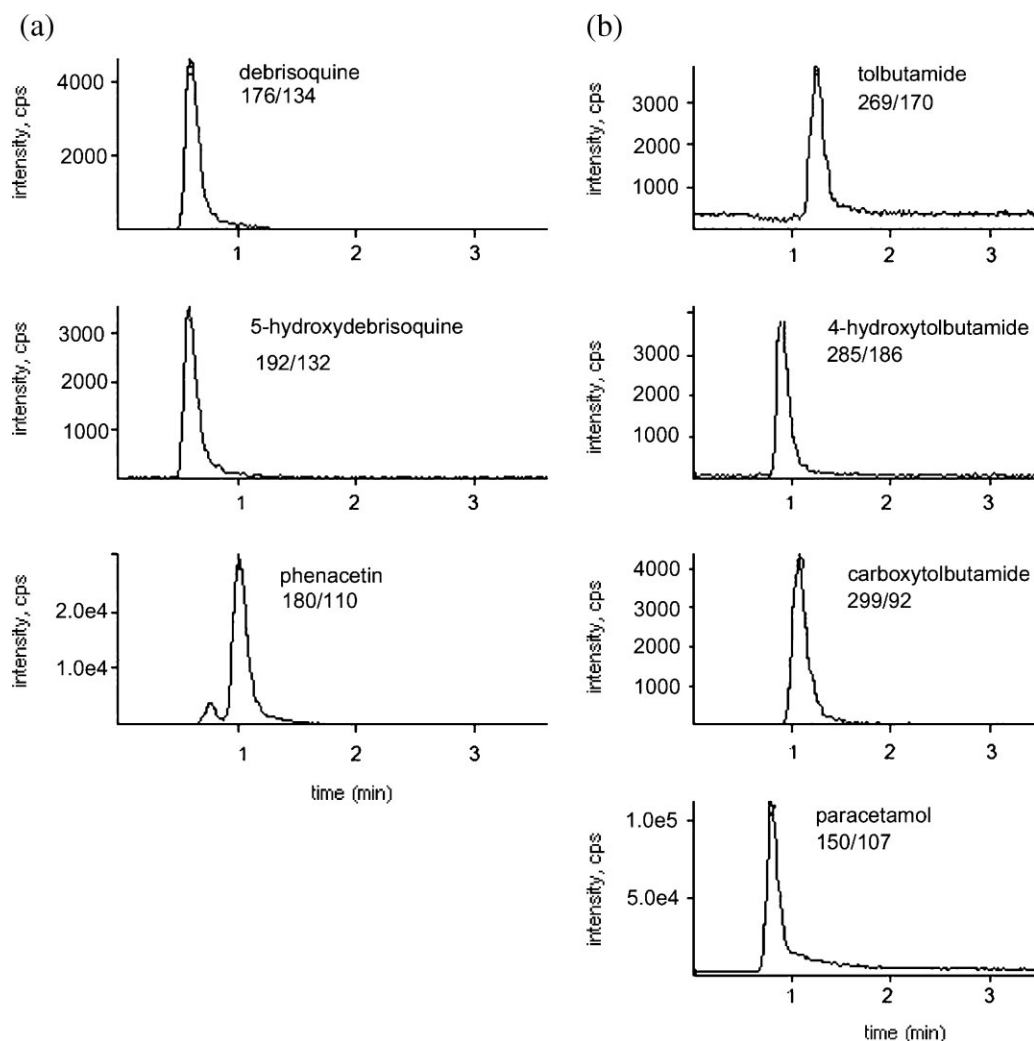 (a)
intensity, cps
4000
2000
debrisoquine
176/134
1 2 3
intensity, cps
3000
2000
1000
5-hydroxydebrisoquine
192/132
1 2 3
intensity, cps
2.0e4
1.0e4
phenacetin
180/110
1 2 3
time (min)
(b)
intensity, cps
3000
2000
1000
tolbutamide
269/170
1 2 3
intensity, cps
3000
2000
1000
4-hydroxytolbutamide
285/186
1 2 3
intensity, cps
4000
3000
2000
1000
carboxytolbutamide
299/92
1 2 3
intensity, cps
1.0e5
5.0e4
paracetamol
150/107
1 2 3
time (min)